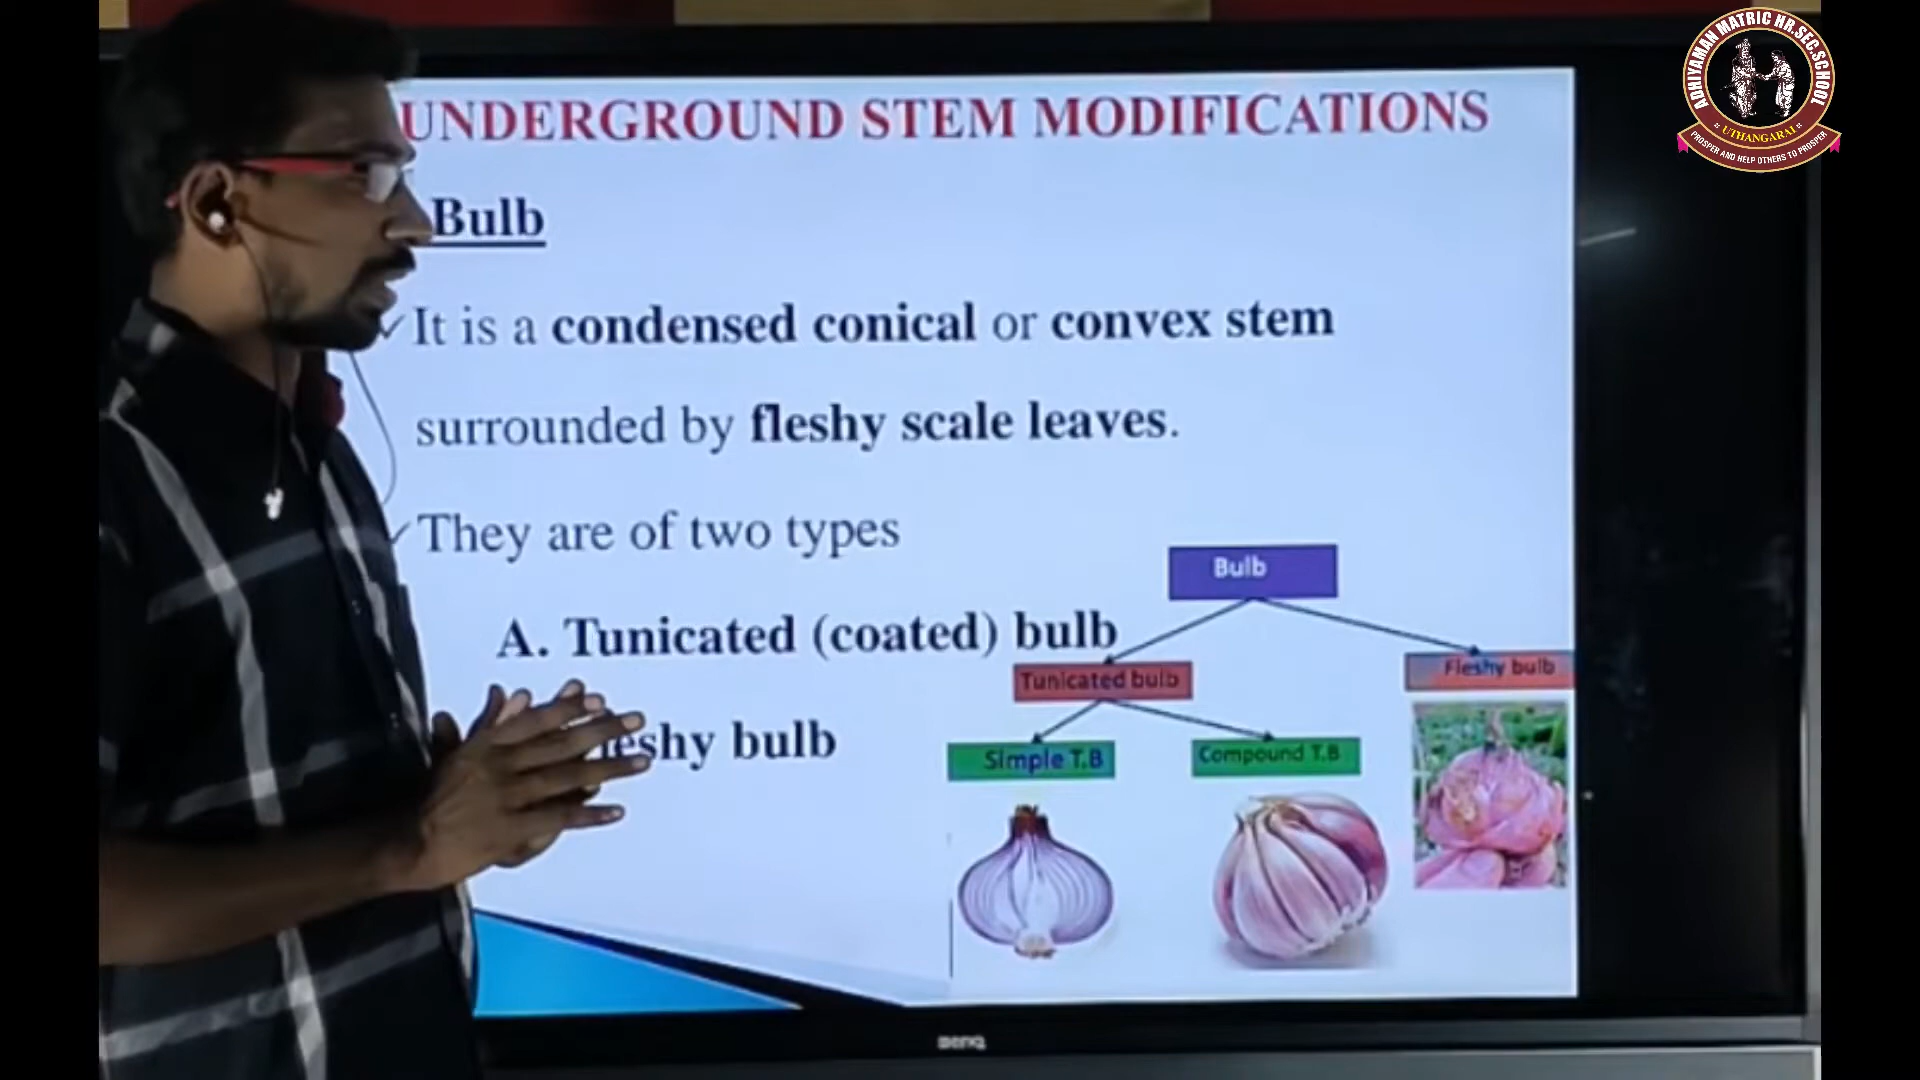 UNDERGROUND STEM MODIFICATIONS
Bulb
It is a condensed conical or convex stem
surrounded by fleshy scale leaves.
They are of two types
A. Tunicated (coated) bulb
bulb
Bulb
Tunicated bulb
Fleshy bulb
Simple T.B
Compound T.B
BenQ
ADHIYAMAN MATRIC HR.SEC.SCHOOL
UTHANGARAI
PROSPER AND HELP OTHERS TO PROSPER